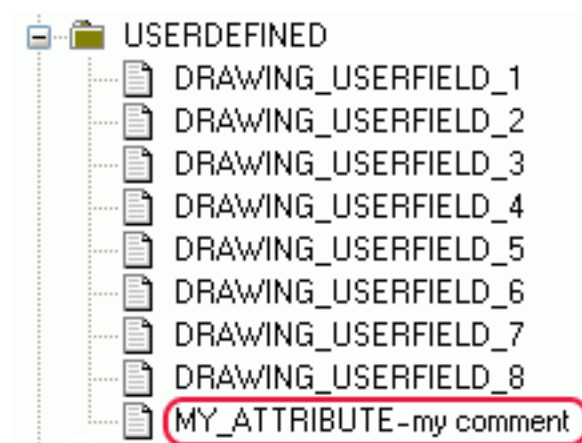 USERDEFINED
DRAWING_USERFIELD_1
DRAWING_USERFIELD_2
DRAWING_USERFIELD_3
DRAWING_USERFIELD_4
DRAWING_USERFIELD_5
DRAWING_USERFIELD_6
DRAWING_USERFIELD_7
DRAWING_USERFIELD_8
MY_ATTRIBUTE-my comment